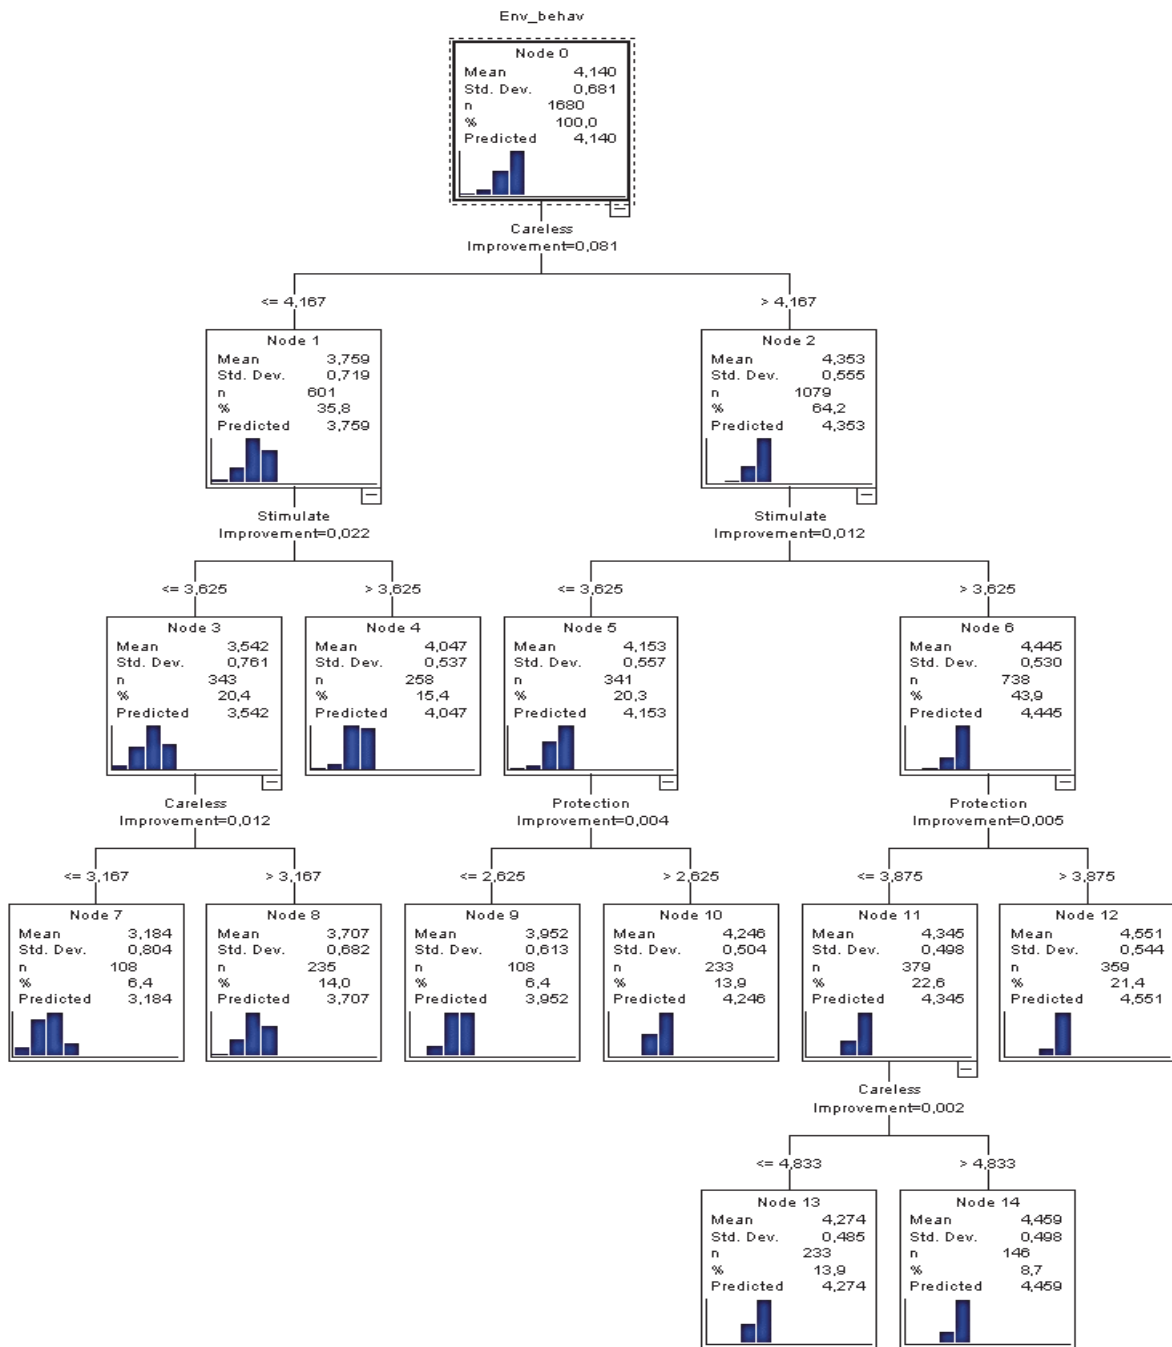 Env_behav
Node 0
Mean 4,140
Std. Dev. 0,681
n 1680
% 100,0
Predicted 4,140
Careless
Improvement=0,081
<= 4,167
> 4,167
Node 1
Mean 3,759
Std. Dev. 0,719
n 601
% 35,8
Predicted 3,759
Node 2
Mean 4,353
Std. Dev. 0,555
n 1079
% 64,2
Predicted 4,353
Stimulate
Improvement=0,022
Stimulate
Improvement=0,012
<= 3,625
> 3,625
<= 3,625
> 3,625
Node 3
Mean 3,542
Std. Dev. 0,761
n 343
% 20,4
Predicted 3,542
Node 4
Mean 4,047
Std. Dev. 0,537
n 258
% 15,4
Predicted 4,047
Node 5
Mean 4,153
Std. Dev. 0,557
n 341
% 20,3
Predicted 4,153
Node 6
Mean 4,445
Std. Dev. 0,530
n 738
% 43,9
Predicted 4,445
Careless
Improvement=0,012
Protection
Improvement=0,004
Protection
Improvement=0,005
<= 3,167
> 3,167
<= 2,625
> 2,625
<= 3,875
> 3,875
Node 7
Mean 3,184
Std. Dev. 0,804
n 108
% 6,4
Predicted 3,184
Node 8
Mean 3,707
Std. Dev. 0,682
n 235
% 14,0
Predicted 3,707
Node 9
Mean 3,952
Std. Dev. 0,613
n 108
% 6,4
Predicted 3,952
Node 10
Mean 4,246
Std. Dev. 0,504
n 233
% 13,9
Predicted 4,246
Node 11
Mean 4,345
Std. Dev. 0,498
n 379
% 22,6
Predicted 4,345
Node 12
Mean 4,551
Std. Dev. 0,544
n 359
% 21,4
Predicted 4,551
Careless
Improvement=0,002
<= 4,833
> 4,833
Node 13
Mean 4,274
Std. Dev. 0,485
n 233
% 13,9
Predicted 4,274
Node 14
Mean 4,459
Std. Dev. 0,498
n 146
% 8,7
Predicted 4,459